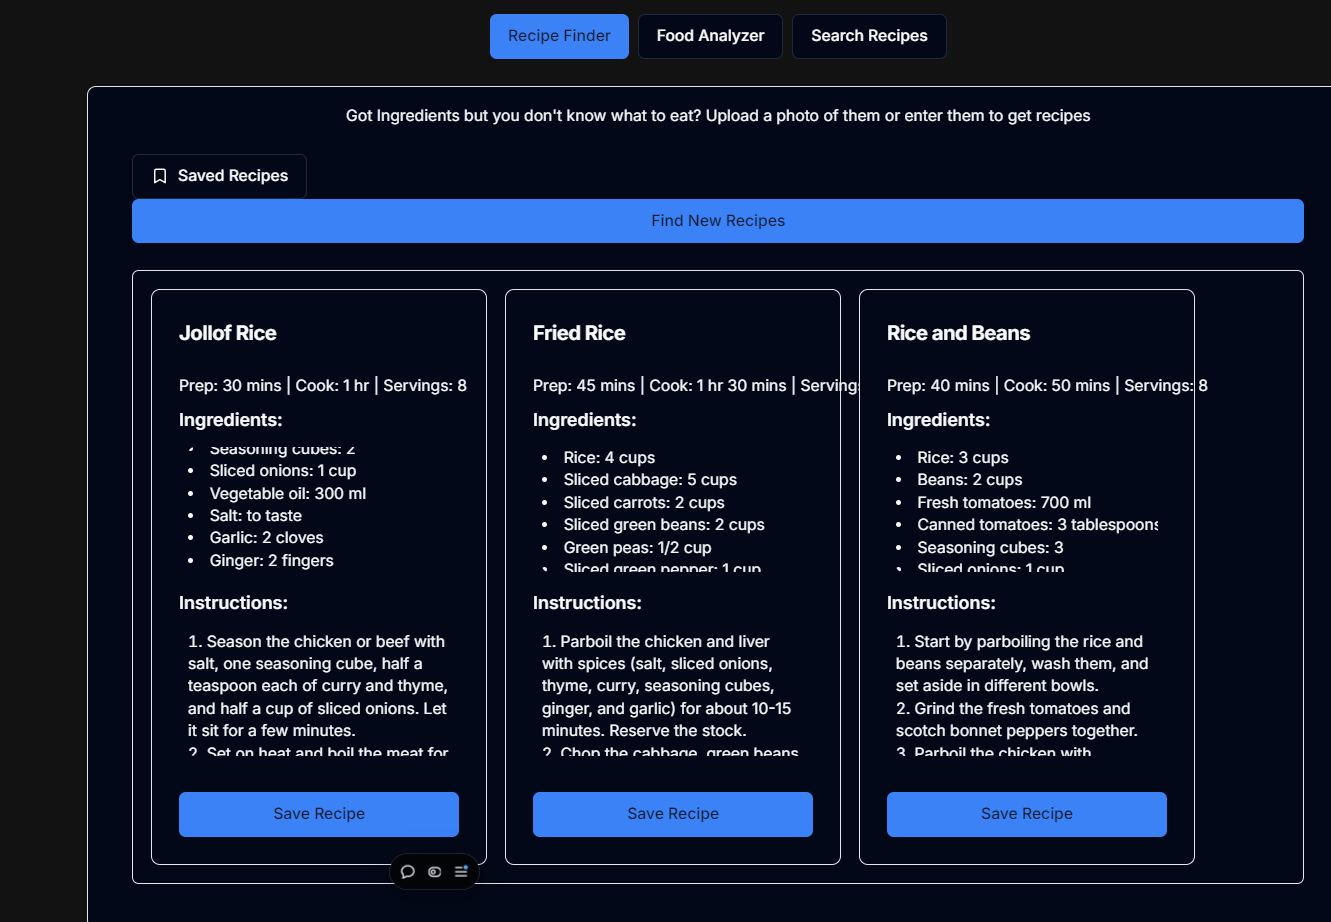 Recipe Finder
Food Analyzer
Search Recipes
Got Ingredients but you don't know what to eat? Upload a photo of them or enter them to get recipes
Saved Recipes
Find New Recipes
Jollof Rice
Prep: 30 mins | Cook: 1 hr | Servings: 8
Ingredients:
• Seasoning cubes: 2
• Sliced onions: 1 cup
• Vegetable oil: 300 ml
• Salt: to taste
• Garlic: 2 cloves
• Ginger: 2 fingers
Instructions:
1. Season the chicken or beef with
salt, one seasoning cube, half a
teaspoon each of curry and thyme,
and half a cup of sliced onions. Let
it sit for a few minutes.
2. Set on heat and boil the meat for
Save Recipe
Fried Rice
Prep: 45 mins | Cook: 1 hr 30 mins | Servings
Ingredients:
• Rice: 4 cups
• Sliced cabbage: 5 cups
• Sliced carrots: 2 cups
• Sliced green beans: 2 cups
• Green peas: 1/2 cup
• Sliced green pepper: 1 cup
Instructions:
1. Parboil the chicken and liver
with spices (salt, sliced onions,
thyme, curry, seasoning cubes,
ginger, and garlic) for about 10-15
minutes. Reserve the stock.
2. Chop the cabbage, green beans
Save Recipe
Rice and Beans
Prep: 40 mins | Cook: 50 mins | Servings: 8
Ingredients:
• Rice: 3 cups
• Beans: 2 cups
• Fresh tomatoes: 700 ml
• Canned tomatoes: 3 tablespoons
• Seasoning cubes: 3
• Sliced onions: 1 cup
Instructions:
1. Start by parboiling the rice and
beans separately, wash them, and
set aside in different bowls.
2. Grind the fresh tomatoes and
scotch bonnet peppers together.
3. Parboil the chicken with
Save Recipe